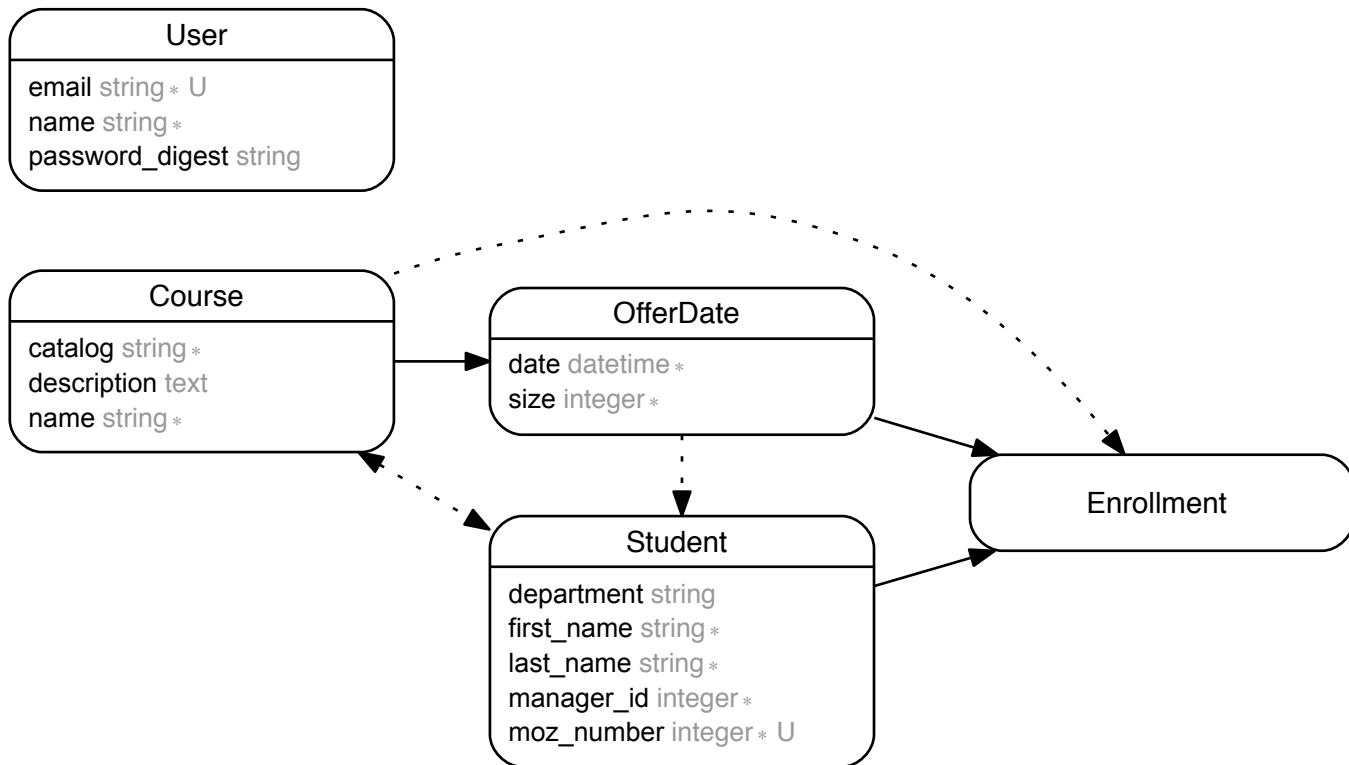 User
email string * U
name string *
password_digest string
Course
catalog string *
description text
name string *
OfferDate
date datetime *
size integer *
Enrollment
Student
department string
first_name string *
last_name string *
manager_id integer *
moz_number integer * U